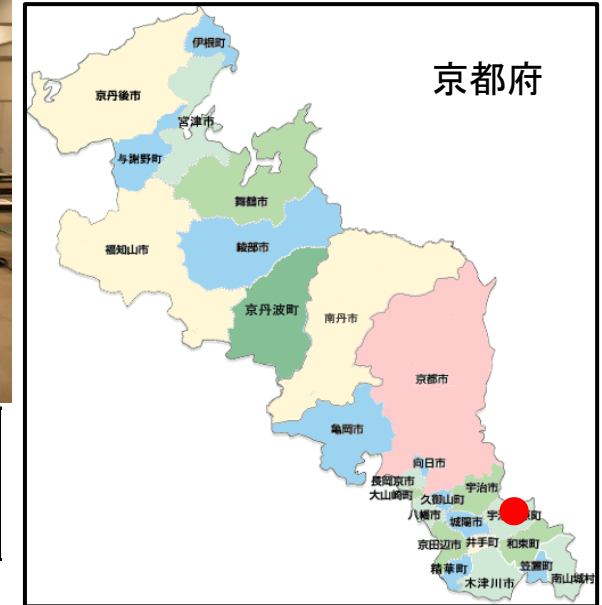 京都府
伊根町
京丹後市
宮津市
与謝野町
舞鶴市
福知山市
綾部市
京丹波町
南丹市
京都市
亀岡市
向日市
長岡京市
大山崎町
宇治市
久御山町
八幡市
城陽市
京田辺市
井手町
和束町
精華町
笠置町
木津川市
南山城村